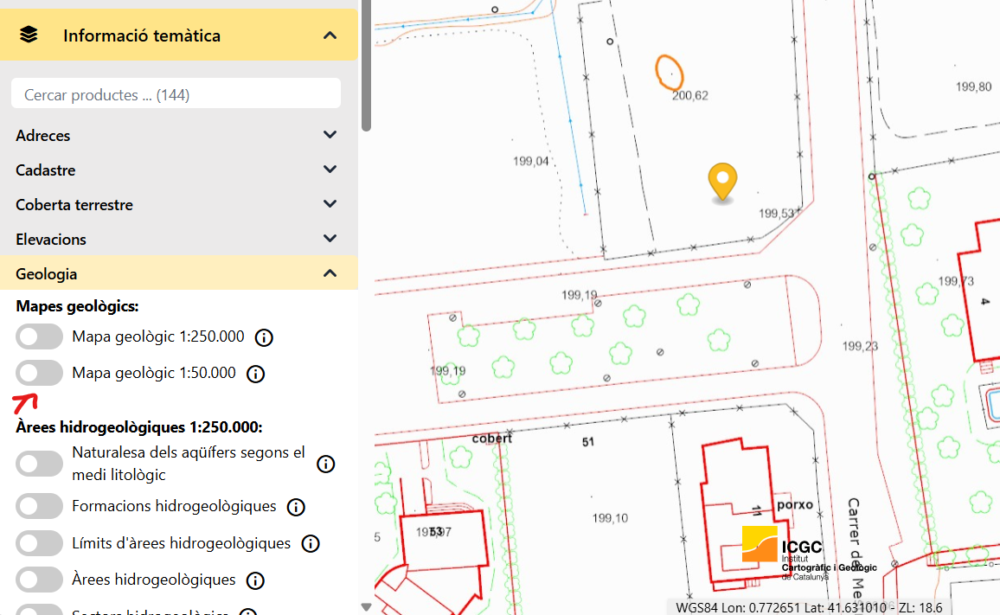 Informació temàtica
Cercar productes ... (144)
Adreces
Cadastre
Coberta terrestre
Elevacions
Geologia
Mapes geològics:
Mapa geològic 1:250.000
Mapa geològic 1:50.000
Àrees hidrogeològiques 1:250.000:
Naturalesa dels aqüífers segons el
medi litològic
Formacions hidrogeològiques
Límits d'àrees hidrogeològiques
Àrees hidrogeològiques
Sectors hidrogeològics
200,62
199,80
199,04
199,53
199,19
199,73
4
199,23
199,19
cobert
51
199,10
11
porxo
53
5
Carrer de
ICGC
Institut
Cartogràfic i Geològic
de Catalunya
WGS84 Lon: 0.772651 Lat: 41.631010 - ZL: 18.6